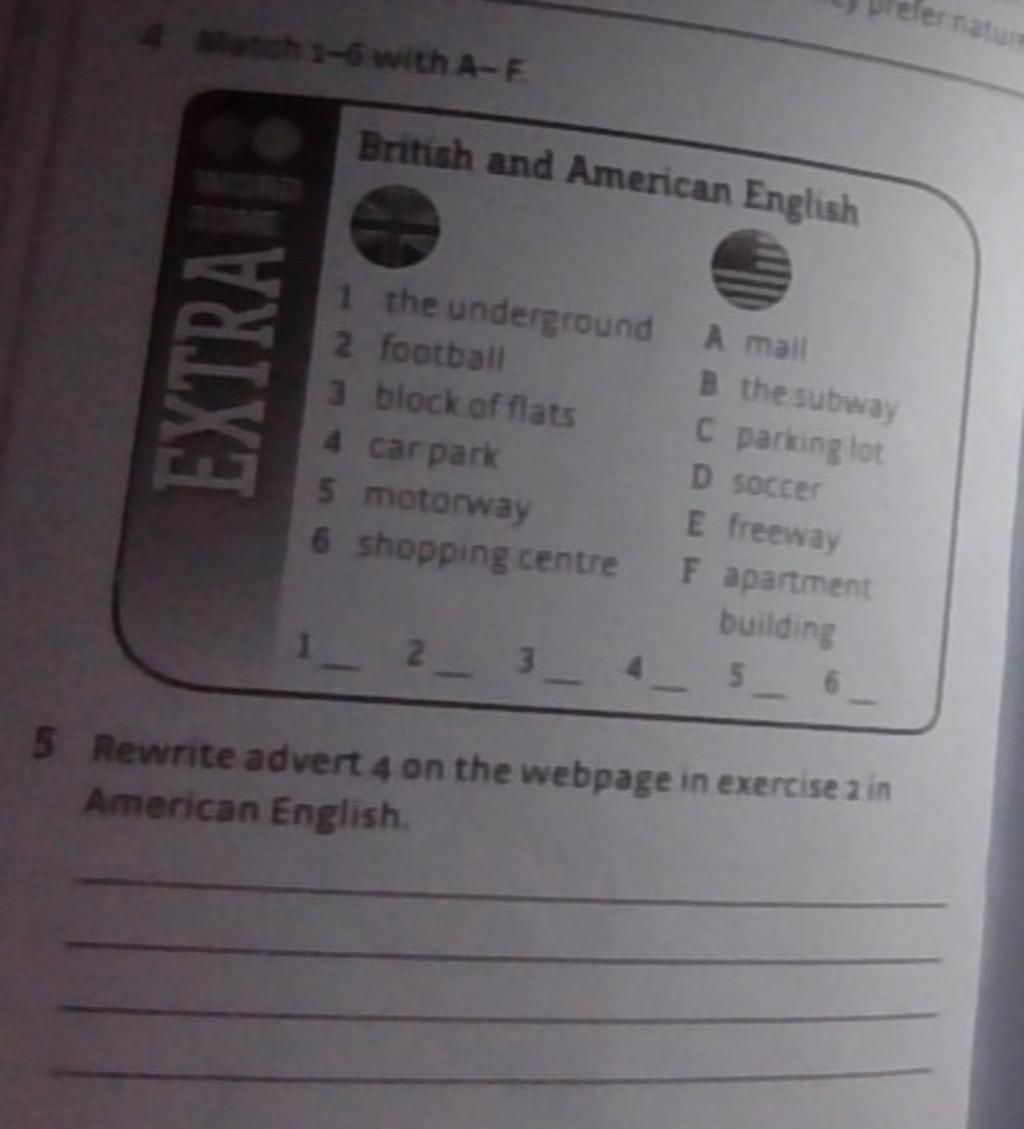 ey prefer natur
4 Match 1–6 with A–F.
WORD
ZONE
EXTRA
British and American English
1 the underground
2 football
3 block of flats
4 car park
5 motorway
6 shopping centre
A mall
B the subway
C parking lot
D soccer
E freeway
F apartment
building
1 __ 2 __ 3 __ 4 __ 5 __ 6 __
5 Rewrite advert 4 on the webpage in exercise 2 in
American English.